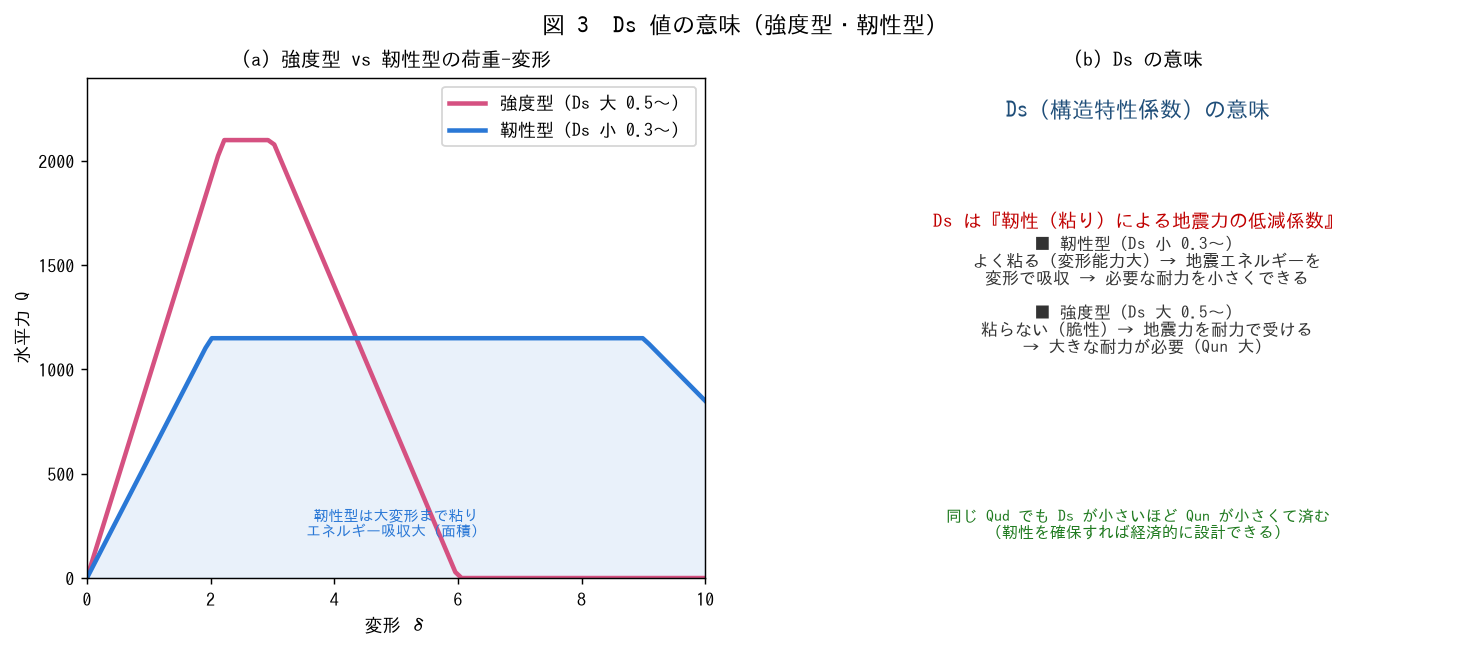 図 3  Ds 値の意味（強度型・靭性型）
(a) 強度型 vs 靭性型の荷重-変形
強度型（Ds 大 0.5〜）
靭性型（Ds 小 0.3〜）
水平力 Q
2000
1500
1000
500
0
靭性型は大変形まで粘り
エネルギー吸収大（面積）
0 2 4 6 8 10
変形 δ
(b) Ds の意味
Ds（構造特性係数）の意味
Ds は『靭性（粘り）による地震力の低減係数』
■ 靭性型（Ds 小 0.3〜）
よく粘る（変形能力大）→ 地震エネルギーを
変形で吸収 → 必要な耐力を小さくできる
■ 強度型（Ds 大 0.5〜）
粘らない（脆性）→ 地震力を耐力で受ける
→ 大きな耐力が必要（Qun 大）
同じ Qud でも Ds が小さいほど Qun が小さくて済む
（靭性を確保すれば経済的に設計できる）